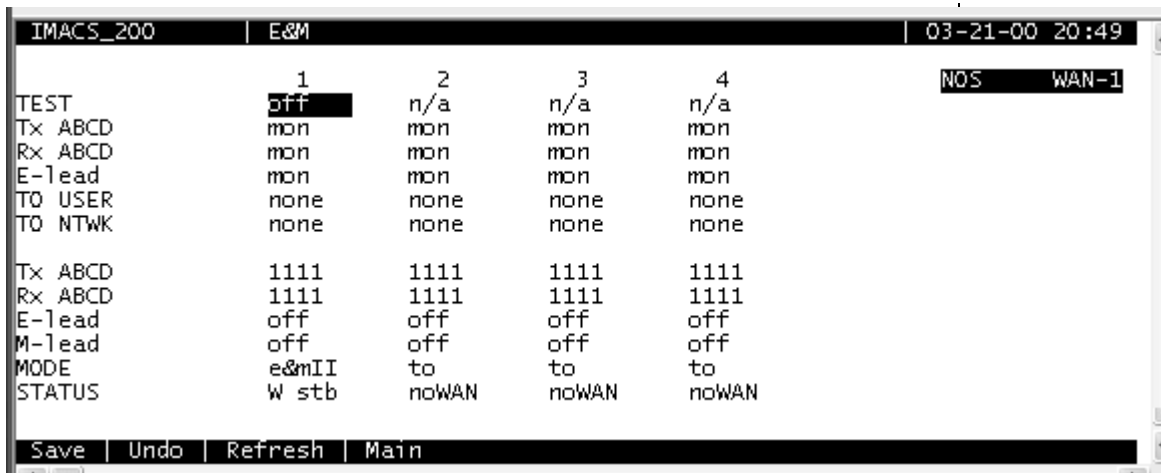 IMACS_200 | E&M | 03-21-00 20:49
1 2 3 4 NOS WAN-1
TEST off n/a n/a n/a
Tx ABCD mon mon mon mon
Rx ABCD mon mon mon mon
E-lead mon mon mon mon
TO USER none none none none
TO NTWK none none none none
Tx ABCD 1111 1111 1111 1111
Rx ABCD 1111 1111 1111 1111
E-lead off off off off
M-lead off off off off
MODE e&mII to to to
STATUS W stb noWAN noWAN noWAN
Save | Undo | Refresh | Main